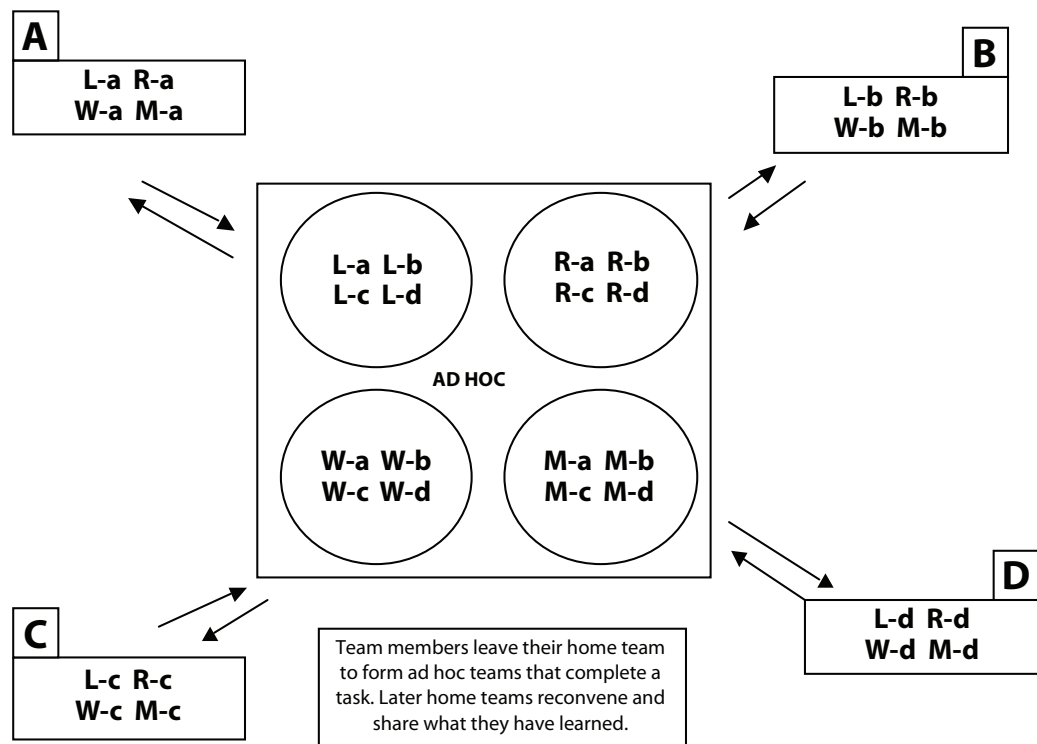 A
L-a R-a
W-a M-a
B
L-b R-b
W-b M-b
L-a L-b
L-c L-d
R-a R-b
R-c R-d
AD HOC
W-a W-b
W-c W-d
M-a M-b
M-c M-d
C
L-c R-c
W-c M-c
D
L-d R-d
W-d M-d
Team members leave their home team
to form ad hoc teams that complete a
task. Later home teams reconvene and
share what they have learned.